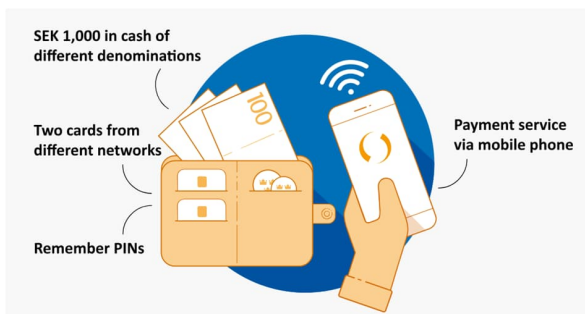 SEK 1,000 in cash of
different denominations
100
Two cards from
different networks
Payment service
via mobile phone
Remember PINs